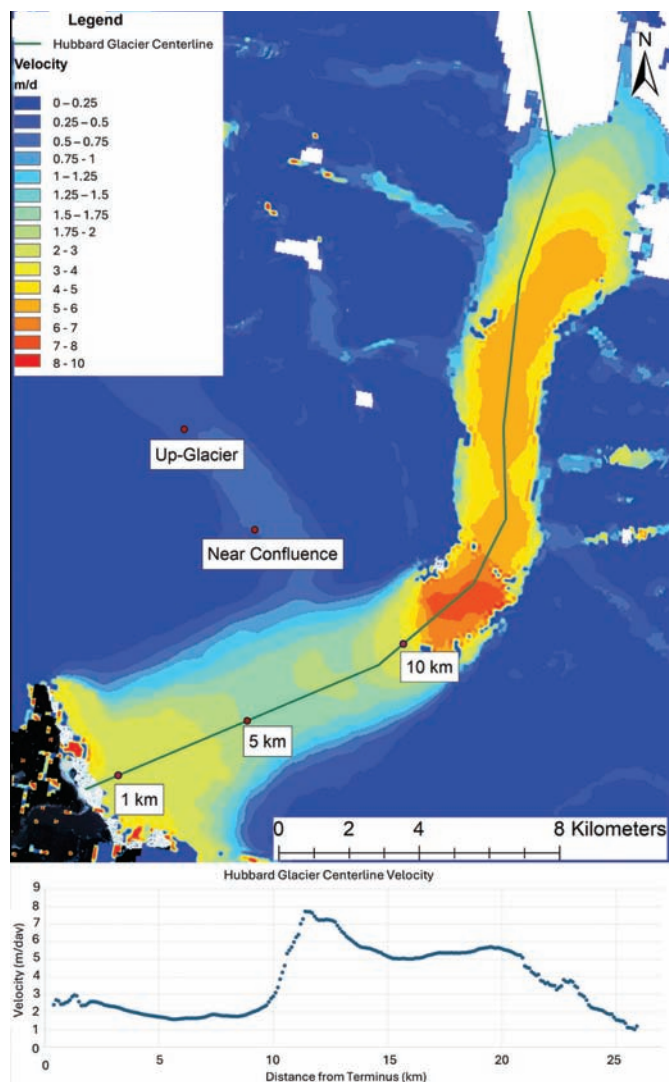 Legend
Hubbard Glacier Centerline
Velocity
m/d
0 – 0.25
0.25 – 0.5
0.5 – 0.75
0.75 - 1
1 – 1.25
1.25 – 1.5
1.5 – 1.75
1.75 - 2
2 - 3
3 – 4
4 – 5
5 – 6
6 – 7
7 – 8
8 - 10
N
Up-Glacier
Near Confluence
10 km
5 km
1 km
0 2 4 8 Kilometers
Hubbard Glacier Centerline Velocity
Velocity (m/day)
9
8
7
6
5
4
3
2
1
0
0 5 10 15 20 25
Distance from Terminus (km)